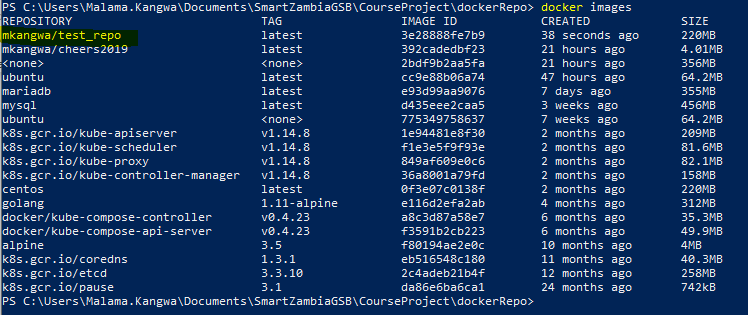 PS C:\Users\Malama.Kangwa\Documents\SmartZambiaGSB\CourseProject\dockerRepo> docker images
REPOSITORY TAG IMAGE ID CREATED SIZE
mkangwa/test_repo latest 3e28888fe7b9 38 seconds ago 220MB
mkangwa/cheers2019 latest 392cadedbf23 21 hours ago 4.01MB
<none> <none> 2bdf9b2aa5fa 21 hours ago 356MB
ubuntu latest cc9e88b06a74 47 hours ago 64.2MB
mariadb latest e93d99aa9076 7 days ago 355MB
mysql latest d435eee2caa5 3 weeks ago 456MB
ubuntu <none> 775349758637 7 weeks ago 64.2MB
k8s.gcr.io/kube-apiserver v1.14.8 1e94481e8f30 2 months ago 209MB
k8s.gcr.io/kube-scheduler v1.14.8 f1e3e5f9f93e 2 months ago 81.6MB
k8s.gcr.io/kube-proxy v1.14.8 849af609e0c6 2 months ago 82.1MB
k8s.gcr.io/kube-controller-manager v1.14.8 36a8001a79fd 2 months ago 158MB
centos latest 0f3e07c0138f 2 months ago 220MB
golang 1.11-alpine e116d2efa2ab 4 months ago 312MB
docker/kube-compose-controller v0.4.23 a8c3d87a58e7 6 months ago 35.3MB
docker/kube-compose-api-server v0.4.23 f3591b2cb223 6 months ago 49.9MB
alpine 3.5 f80194ae2e0c 10 months ago 4MB
k8s.gcr.io/coredns 1.3.1 eb516548c180 11 months ago 40.3MB
k8s.gcr.io/etcd 3.3.10 2c4adeb21b4f 12 months ago 258MB
k8s.gcr.io/pause 3.1 da86e6ba6ca1 24 months ago 742kB
PS C:\Users\Malama.Kangwa\Documents\SmartZambiaGSB\CourseProject\dockerRepo>